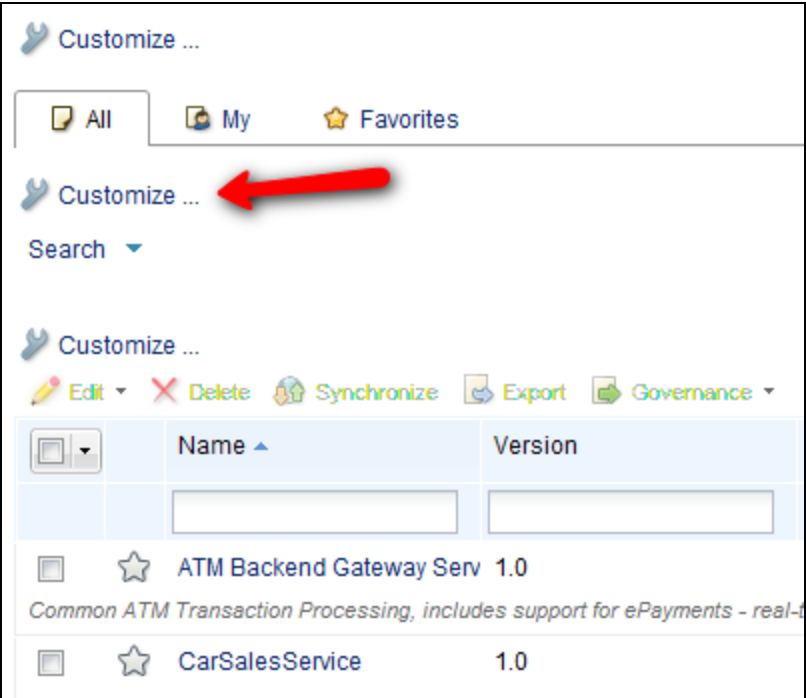 Customize ...
All My Favorites
Customize ...
Search
Customize ...
Edit Delete Synchronize Export Governance
Name Version
ATM Backend Gateway Serv 1.0
Common ATM Transaction Processing, includes support for ePayments - real-t
CarSalesService 1.0